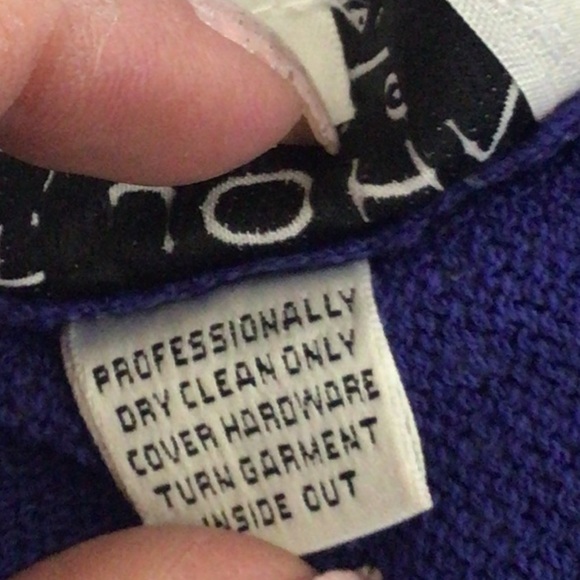 PROFESSIONALLY
DRY CLEAN ONLY
COVER HARDWARE
TURN GARMENT
INSIDE OUT